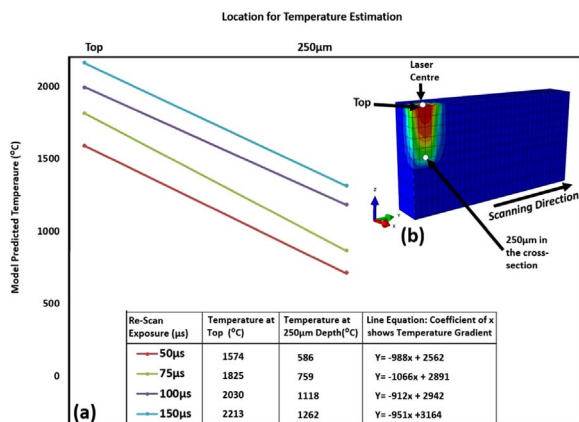 Location for Temperature Estimation
Top 250µm
Laser
Centre
Top
2000
1500
1000
500
0
Model Predicted Temperaure (⁰C)
Scanning Direction
(b)
250µm in
the cross-
section
Z
Y
X
(a)
Re-Scan Exposure (µs) Temperature at Top (⁰C) Temperature at 250µm Depth(⁰C) Line Equation: Coefficient of x shows Temperature Gradient
50µs 1574 586 Y= -988x + 2562
75µs 1825 759 Y= -1066x + 2891
100µs 2030 1118 Y= -912x + 2942
150µs 2213 1262 Y= -951x +3164